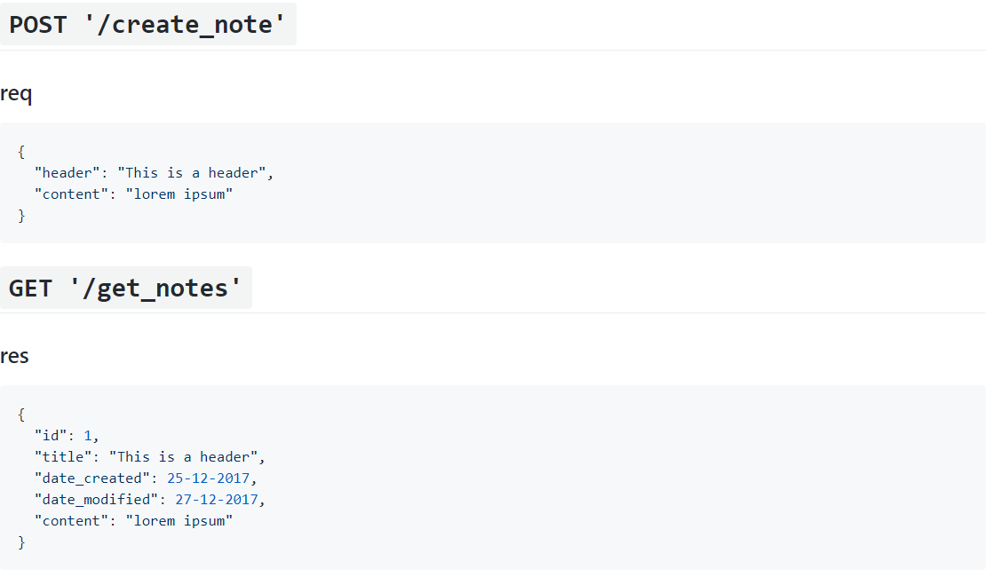 POST '/create_note'
req
{
  "header": "This is a header",
  "content": "lorem ipsum"
}
GET '/get_notes'
res
{
  "id": 1,
  "title": "This is a header",
  "date_created": 25-12-2017,
  "date_modified": 27-12-2017,
  "content": "lorem ipsum"
}